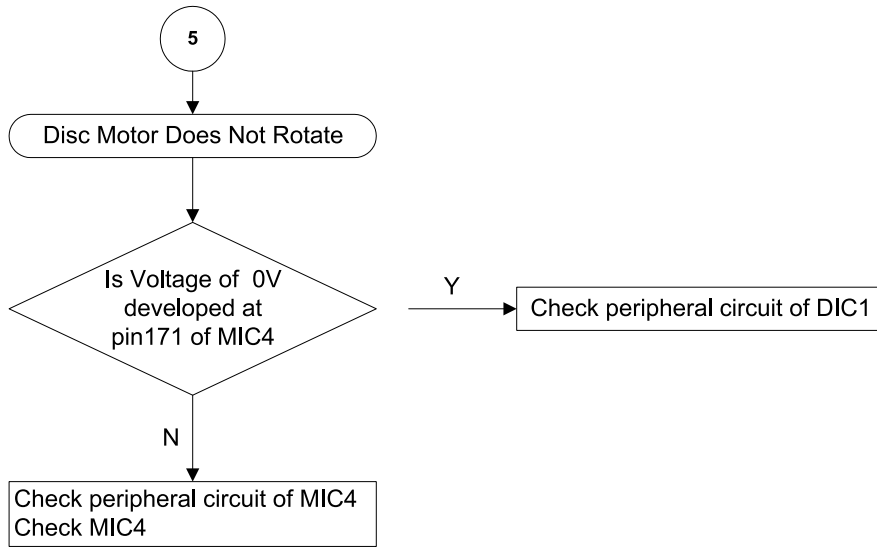 5
Disc Motor Does Not Rotate
Is Voltage of 0V
developed at
pin171 of MIC4
Y
Check peripheral circuit of DIC1
N
Check peripheral circuit of MIC4
Check MIC4